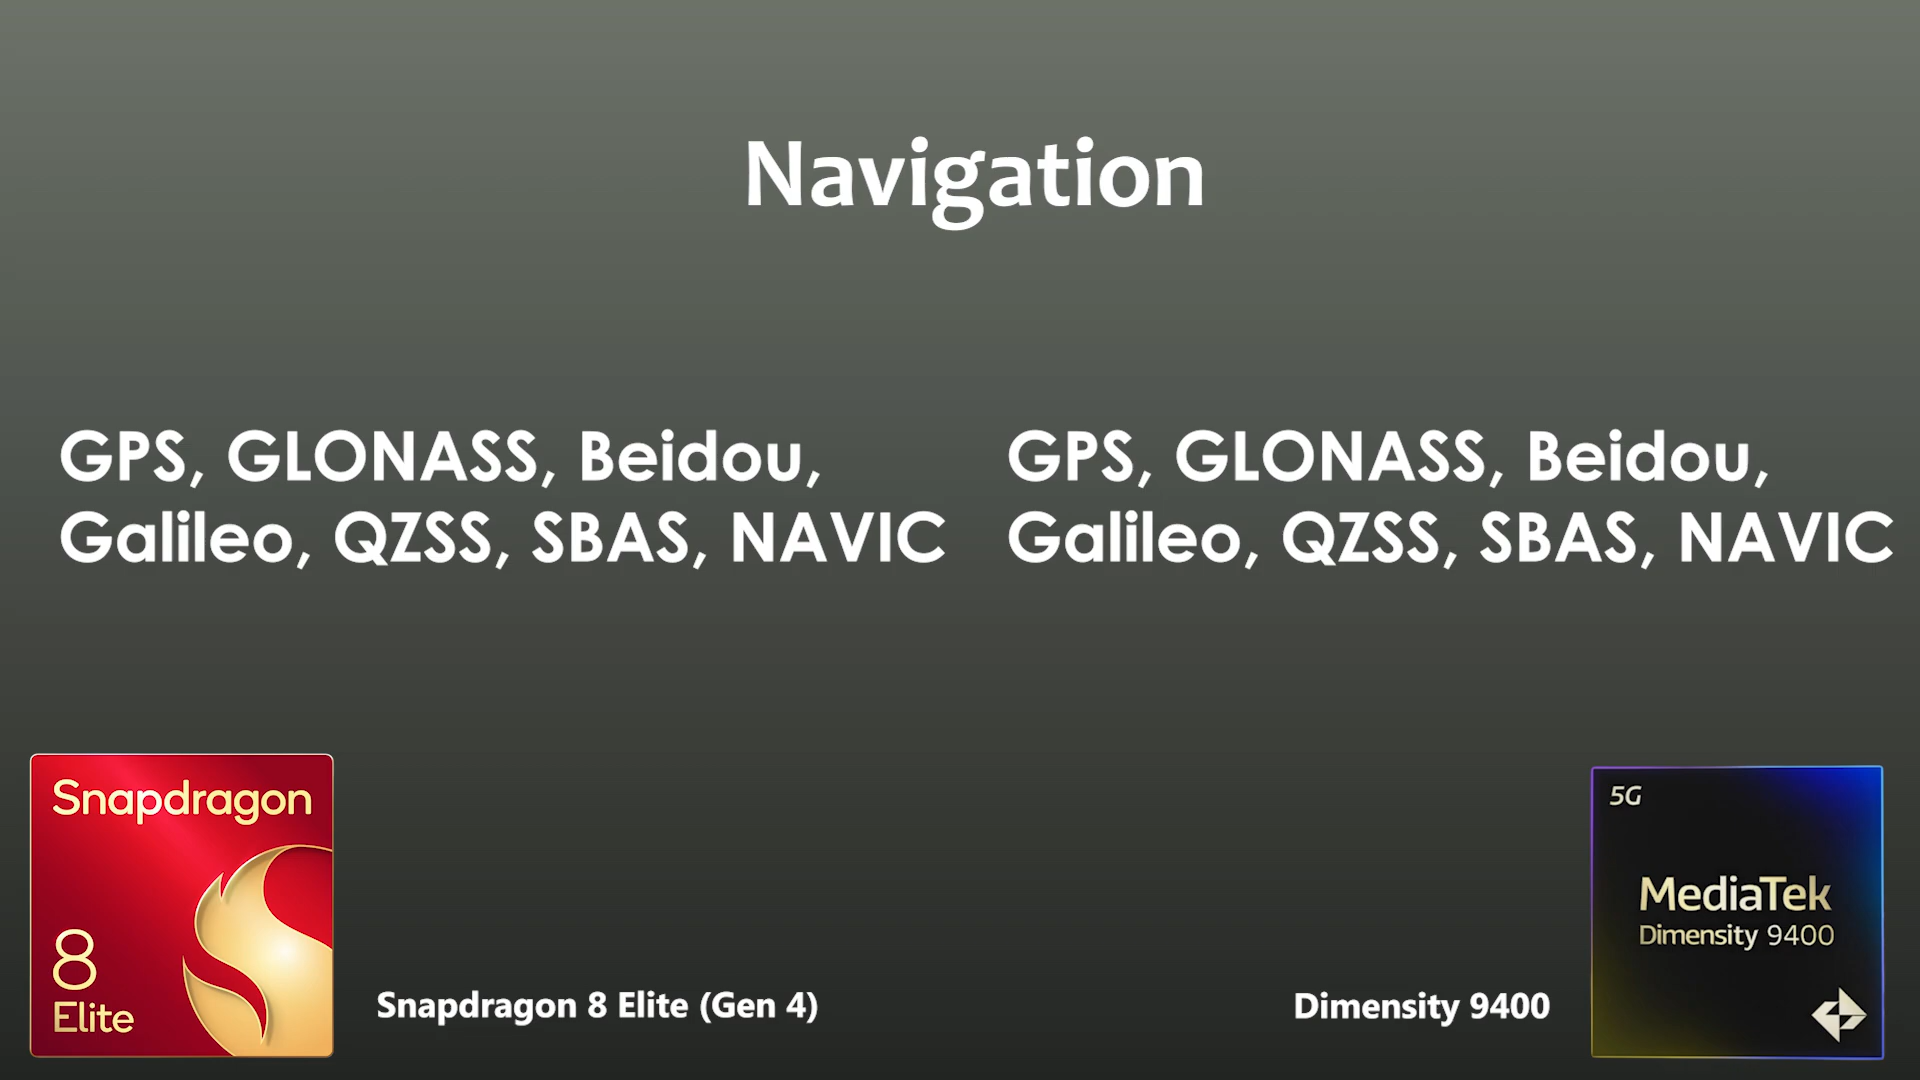 Navigation
GPS, GLONASS, Beidou,
Galileo, QZSS, SBAS, NAVIC
GPS, GLONASS, Beidou,
Galileo, QZSS, SBAS, NAVIC
Snapdragon
8
Elite
Snapdragon 8 Elite (Gen 4)
Dimensity 9400
5G
MediaTek
Dimensity 9400